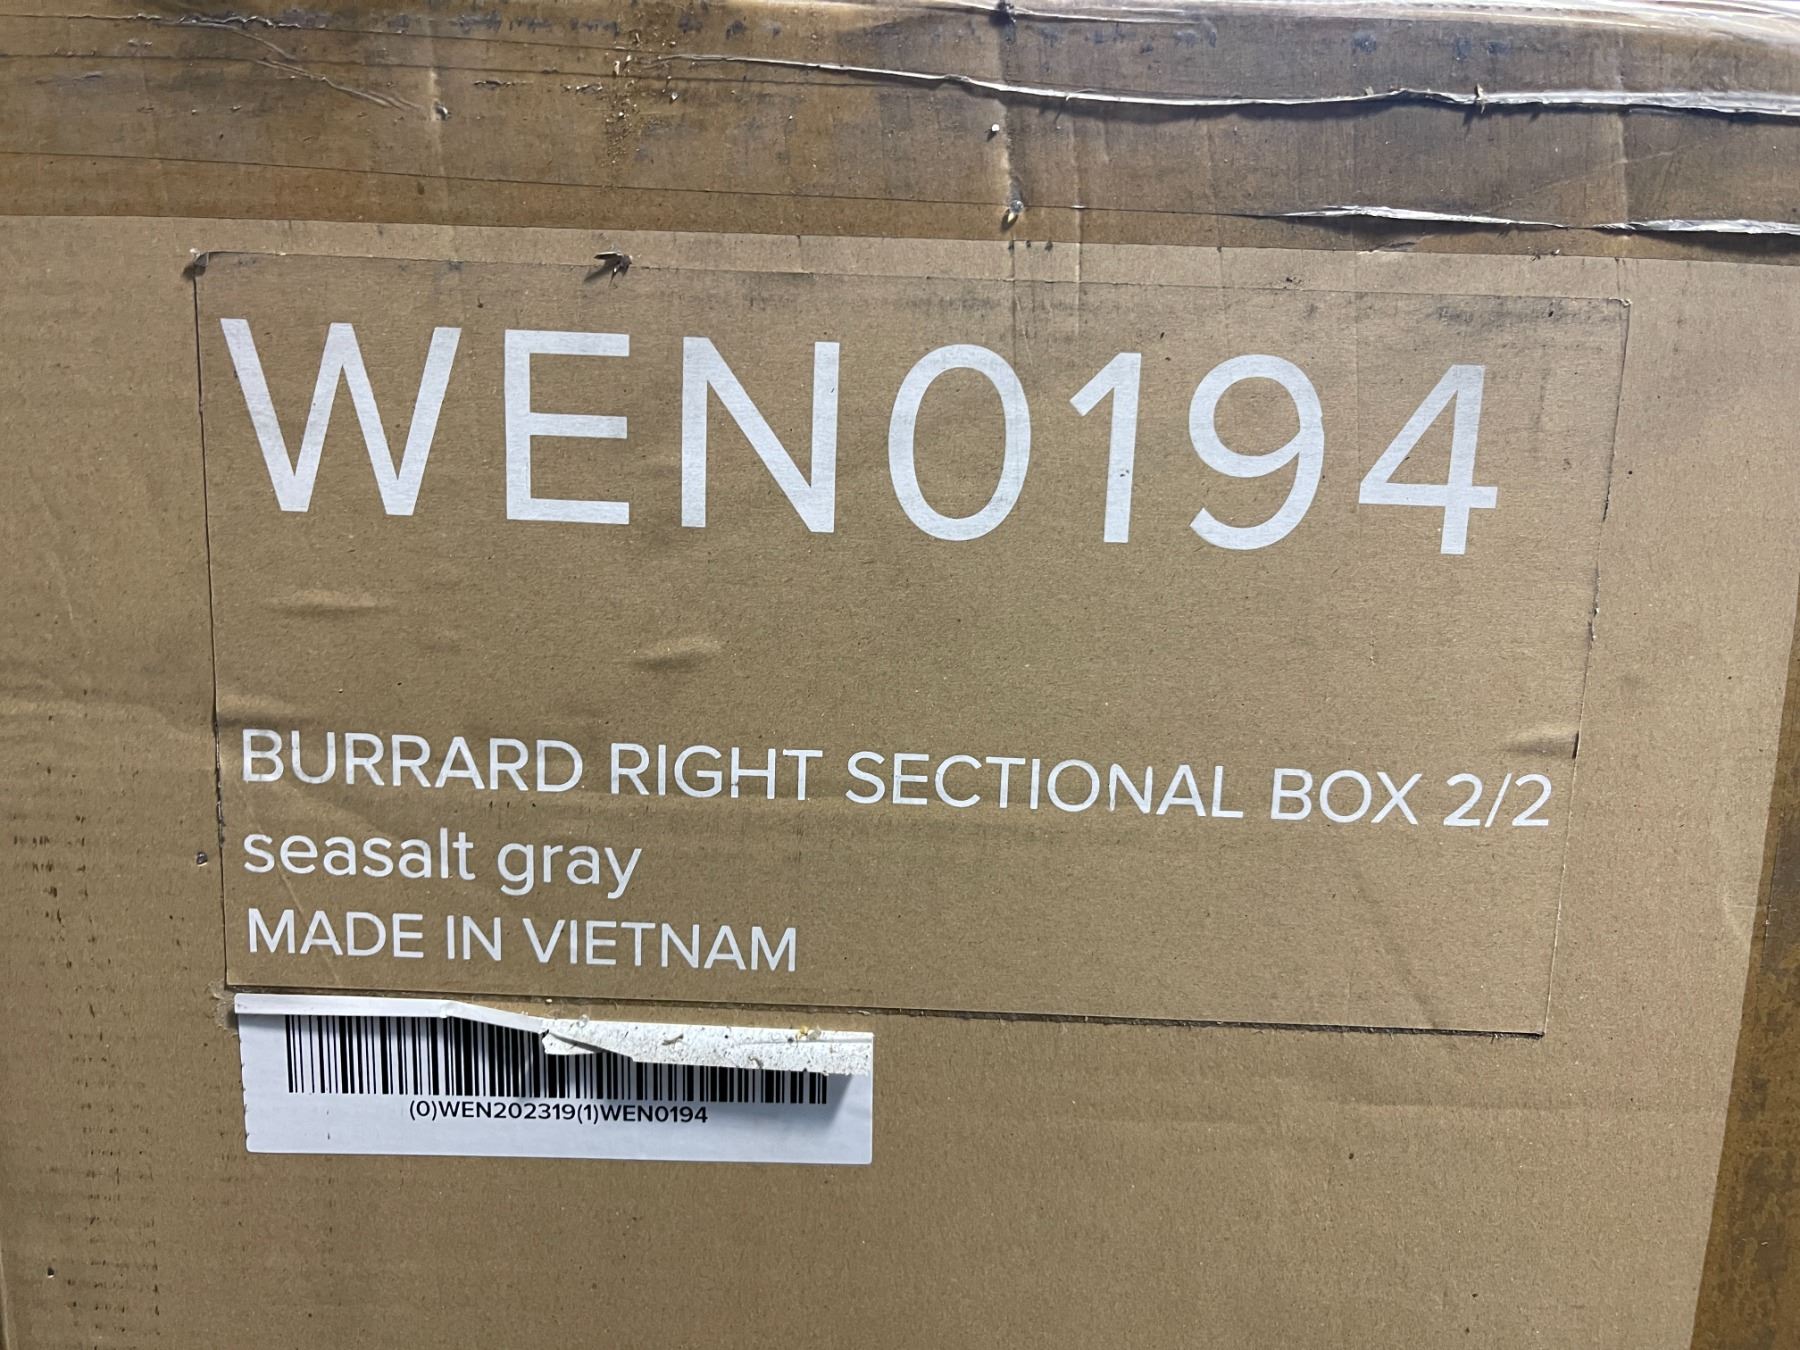 WEN0194
BURRARD RIGHT SECTIONAL BOX 2/2
seasalt gray
MADE IN VIETNAM
(0)WEN202319(1)WEN0194